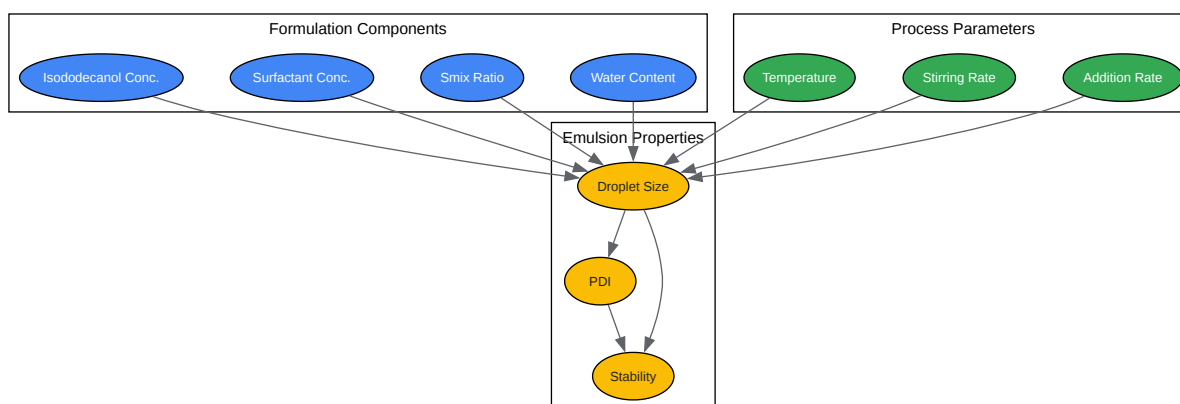 Formulation Components
Process Parameters
Isododecanol Conc.
Surfactant Conc.
Smix Ratio
Water Content
Temperature
Stirring Rate
Addition Rate
Emulsion Properties
Droplet Size
PDI
Stability